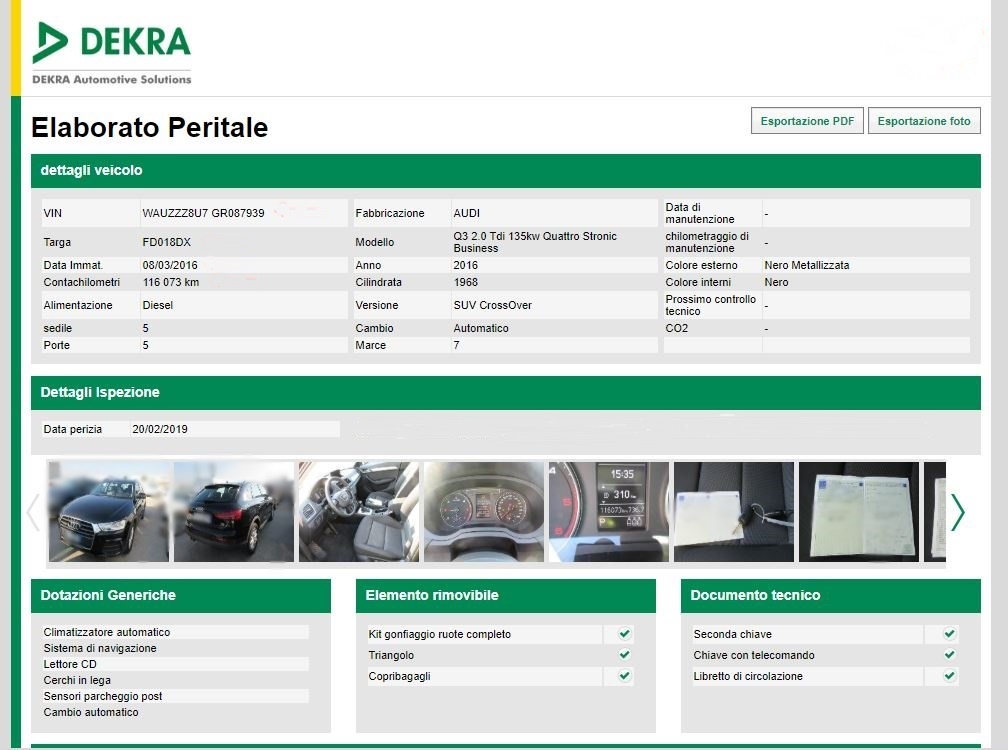 DEKRA
DEKRA Automotive Solutions
Elaborato Peritale
Esportazione PDF
Esportazione foto
dettagli veicolo
VIN WAUZZZ8U7 GR087939 Fabbricazione AUDI Data di manutenzione -
Targa FD018DX Modello Q3 2.0 Tdi 135kw Quattro Stronic Business chilometraggio di manutenzione -
Data Immat. 08/03/2016 Anno 2016 Colore esterno Nero Metallizzata
Contachilometri 116 073 km Cilindrata 1968 Colore interni Nero
Alimentazione Diesel Versione SUV CrossOver Prossimo controllo tecnico -
sedile 5 Cambio Automatico CO2 -
Porte 5 Marce 7
Dettagli Ispezione
Data perizia 20/02/2019
15:35
310
116073
736.7
Dotazioni Generiche
Climatizzatore automatico
Sistema di navigazione
Lettore CD
Cerchi in lega
Sensori parcheggio post
Cambio automatico
Elemento rimovibile
Kit gonfiaggio ruote completo
Triangolo
Copribagagli
Documento tecnico
Seconda chiave
Chiave con telecomando
Libretto di circolazione